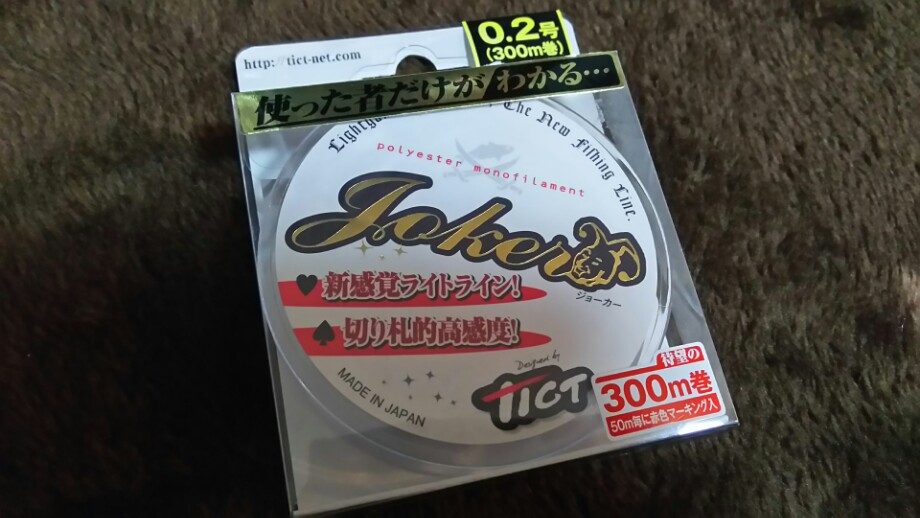 http://tict-net.com
0.2号
(300m巻)
使った者だけがわかる…
The New Fishing Line.
polyester monofilament
Joker
ジョーカー
♥新感覚ライトライン!
♠切り札的高感度!
Designed by
TICT
MADE IN JAPAN
待望の
300m巻
50m毎に赤色マーキング入